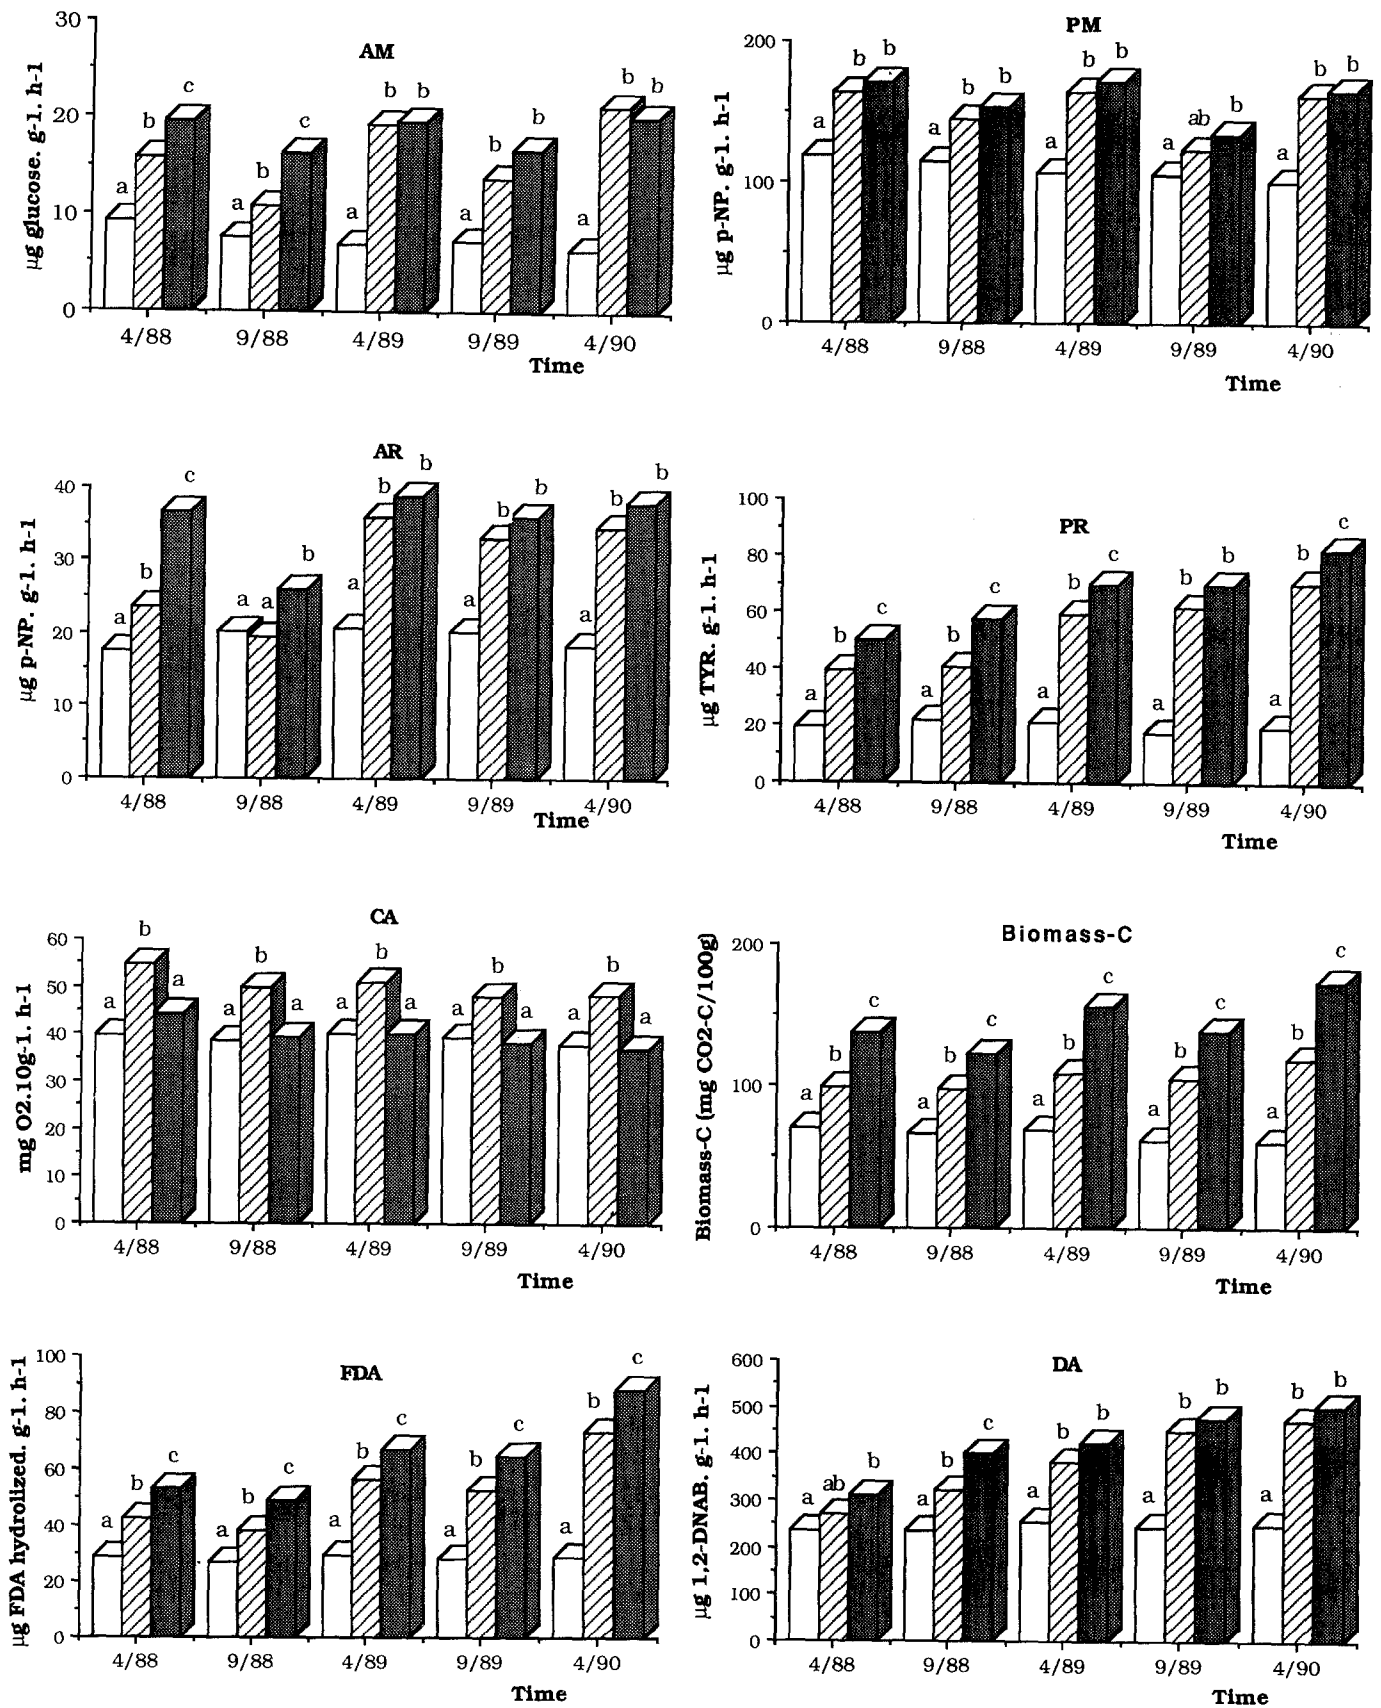 AM
µg glucose. g-1. h-1
30
20
10
0
a b c
a b c
a b b
a b b
a b b
4/88 9/88 4/89 9/89 4/90
Time
PM
µg p-NP. g-1. h-1
200
100
0
a b b
a b b
a b b
a ab b
a b b
4/88 9/88 4/89 9/89 4/90
Time
AR
µg p-NP. g-1. h-1
40
30
20
10
0
a b c
a a b
a b b
a b b
a b b
4/88 9/88 4/89 9/89 4/90
Time
PR
µg TYR. g-1. h-1
100
80
60
40
20
0
a b c
a b c
a b c
a b b
a b c
4/88 9/88 4/89 9/89 4/90
Time
CA
mg O2.10g-1. h-1
60
50
40
30
20
10
0
a b a
a b a
a b a
a b a
a b a
4/88 9/88 4/89 9/89 4/90
Time
Biomass-C
Biomass-C (mg CO2-C/100g)
200
100
0
a b c
a b c
a b c
a b c
a b c
4/88 9/88 4/89 9/89 4/90
Time
FDA
µg FDA hydrolized. g-1. h-1
100
80
60
40
20
0
a b c
a b c
a b c
a b c
a b c
4/88 9/88 4/89 9/89 4/90
Time
DA
µg 1,2-DNAB. g-1. h-1
600
500
400
300
200
100
0
a ab b
a b c
a b b
a b b
a b b
4/88 9/88 4/89 9/89 4/90
Time